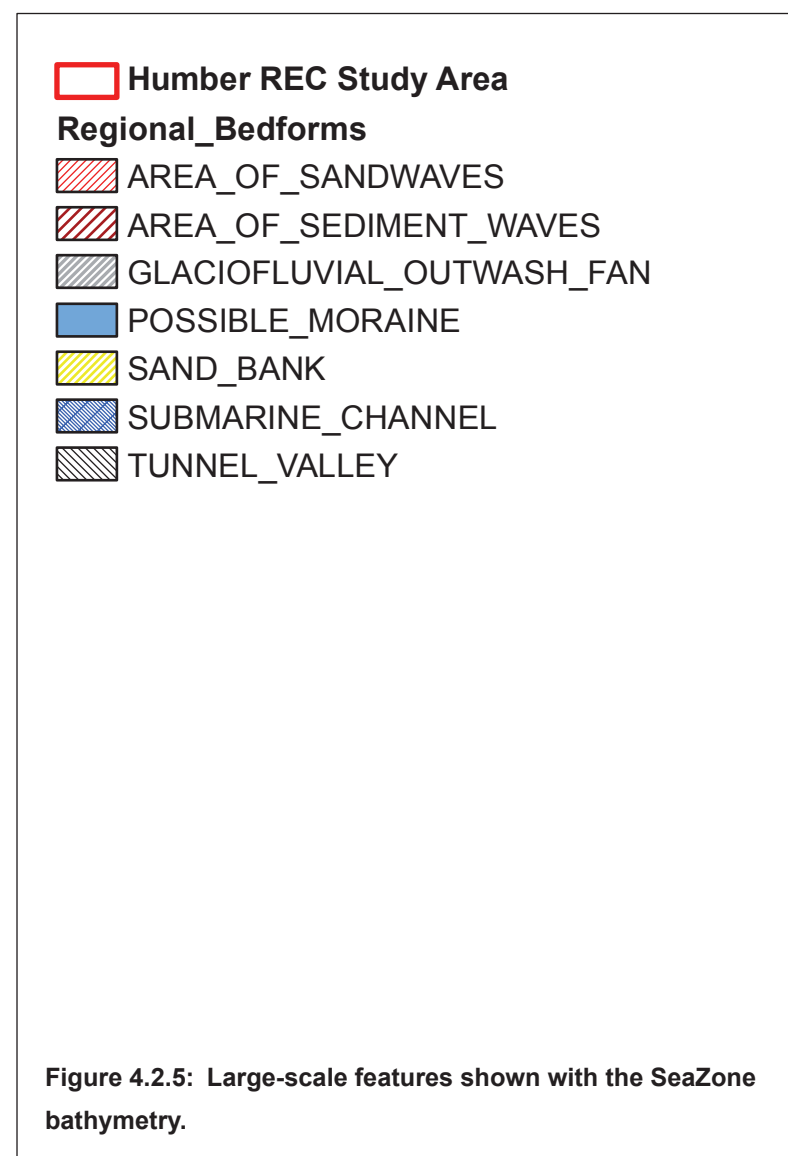 Humber REC Study Area
Regional_Bedforms
AREA_OF_SANDWAVES
AREA_OF_SEDIMENT_WAVES
GLACIOFLUVIAL_OUTWASH_FAN
POSSIBLE_MORAINE
SAND_BANK
SUBMARINE_CHANNEL
TUNNEL_VALLEY
Figure 4.2.5: Large-scale features shown with the SeaZone
bathymetry.